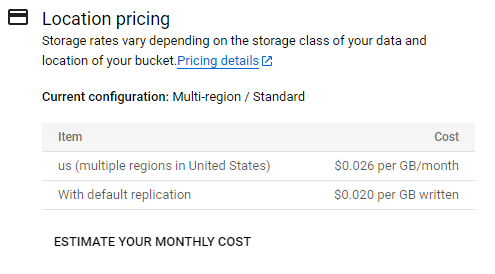 Location pricing
Storage rates vary depending on the storage class of your data and
location of your bucket. Pricing details
Current configuration: Multi-region / Standard
Item Cost
us (multiple regions in United States) $0.026 per GB/month
With default replication $0.020 per GB written
ESTIMATE YOUR MONTHLY COST